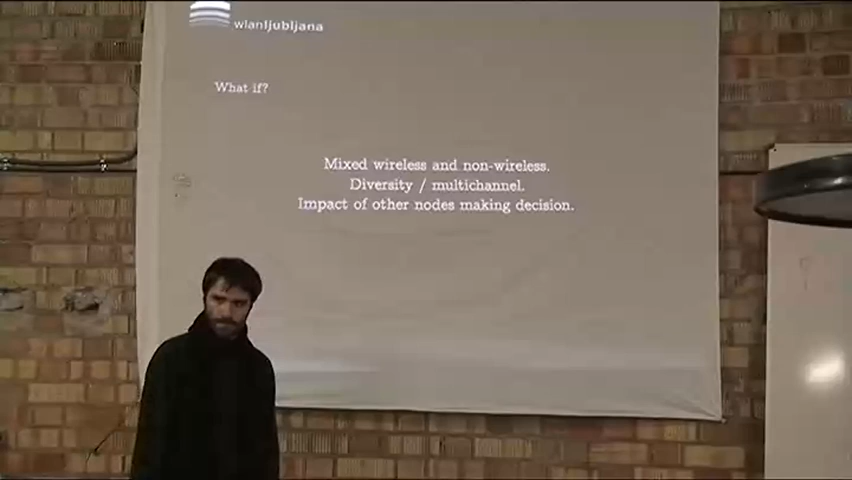 wlanljubljana
What if?
Mixed wireless and non-wireless.
Diversity / multichannel.
Impact of other nodes making decision.